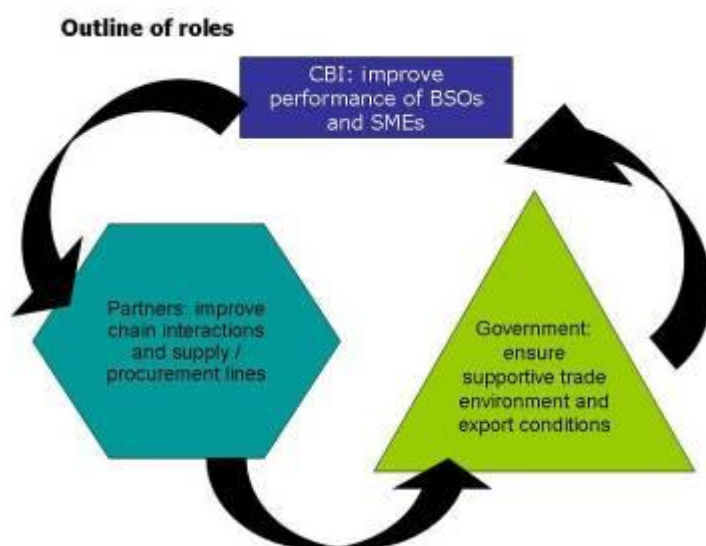 Outline of roles
CBI: improve
performance of BSOs
and SMEs
Partners: improve
chain interactions
and supply /
procurement lines
Government:
ensure
supportive trade
environment and
export conditions